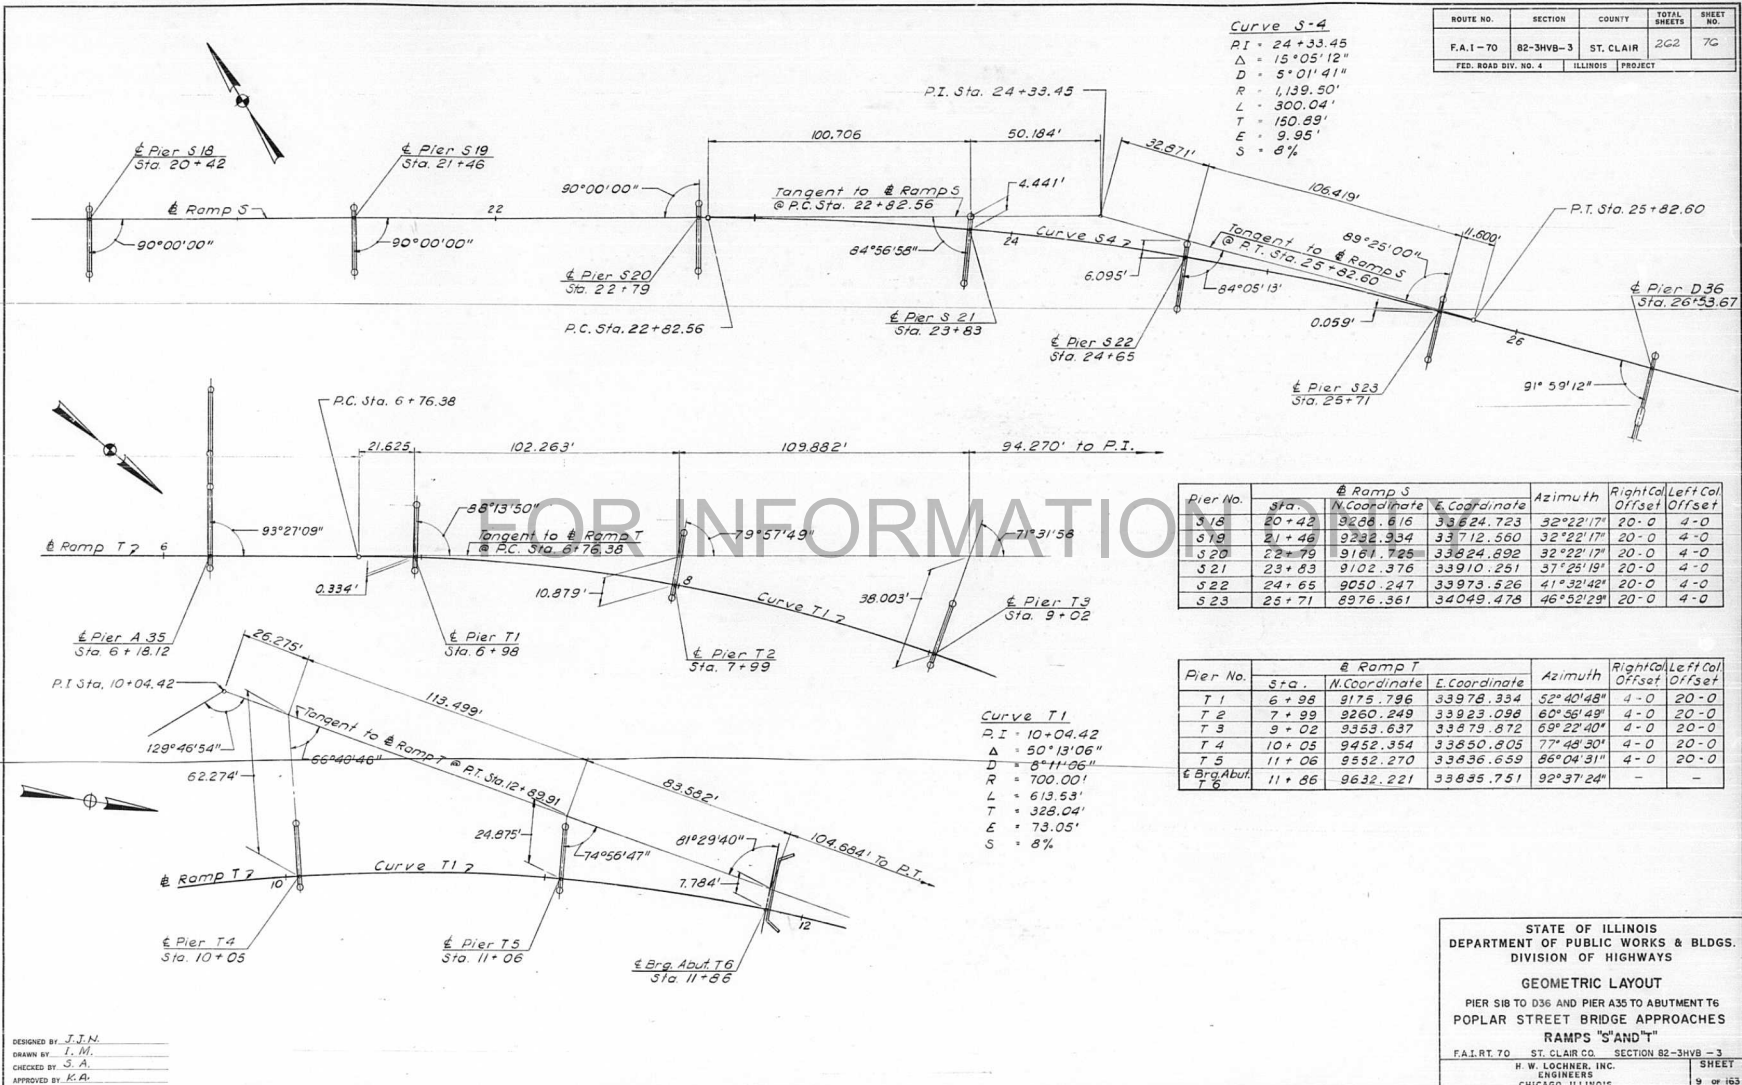 Curve S-4
P.I = 24+33.45
Δ = 15°05'12"
D = 5°01'41"
R = 1,139.50'
L = 300.04'
T = 150.89'
E = 9.95'
S = 8%
ROUTE NO. SECTION COUNTY TOTAL SHEETS SHEET NO.
F.A.I-70 82-3HVB-3 ST. CLAIR 262 76
FED. ROAD DIV. NO. 4 ILLINOIS PROJECT
P.I. Sta. 24+33.45
100.706
50.184'
32.871'
106.419'
11.600'
℄ Pier S18
Sta. 20+42
℄ Pier S19
Sta. 21+46
90°00'00"
Tangent to ℄ Ramp S
@ P.C. Sta. 22+82.56
4.441'
P.T. Sta. 25+82.60
℄ Ramp S
22
90°00'00"
90°00'00"
84°56'58"
24
Curve S4
Tangent to ℄ Ramp S
@ P.T. Sta. 25+82.60
89°25'00"
6.095'
84°05'13"
℄ Pier S20
Sta. 22+79
℄ Pier D36
Sta. 26+53.67
P.C. Sta. 22+82.56
℄ Pier S 21
Sta. 23+83
0.059'
℄ Pier S22
Sta. 24+65
26
℄ Pier S23
Sta. 25+71
91°59'12"
P.C. Sta. 6+76.38
21.625
102.263'
109.882'
94.270' to P.I.
88°13'50"
93°27'09"
Tangent to ℄ Ramp T
@ P.C. Sta. 6+76.38
79°57'49"
71°31'58
℄ Ramp T
6
0.334'
10.879'
8
Curve T1
38.003'
℄ Pier T3
Sta. 9+02
℄ Pier A 35
Sta. 6+18.12
℄ Pier T1
Sta. 6+98
℄ Pier T2
Sta. 7+99
FOR INFORMATION ONLY
Pier No. ℄ Ramp S Azimuth Right Col. Offset Left Col. Offset
Sta. N.Coordinate E.Coordinate
S 18 20+42 9288.616 33624.723 32°22'17" 20-0 4-0
S 19 21+46 9232.934 33712.560 32°22'17" 20-0 4-0
S 20 22+79 9161.725 33824.892 32°22'17" 20-0 4-0
S 21 23+83 9102.376 33910.251 37°25'19" 20-0 4-0
S 22 24+65 9050.247 33973.526 41°32'42" 20-0 4-0
S 23 25+71 8976.361 34049.478 46°52'29" 20-0 4-0
Pier No. ℄ Ramp T Azimuth Right Col. Offset Left Col. Offset
Sta. N.Coordinate E.Coordinate
T 1 6+98 9175.796 33978.334 52°40'48" 4-0 20-0
T 2 7+99 9260.249 33923.098 60°56'49" 4-0 20-0
T 3 9+02 9353.637 33879.872 69°22'40" 4-0 20-0
T 4 10+05 9452.354 33850.805 77°48'30" 4-0 20-0
T 5 11+06 9552.270 33836.659 86°04'31" 4-0 20-0
℄ Brg. Abut. T 6 11+86 9632.221 33835.751 92°37'24" - -
26.275'
P.I Sta. 10+04.42
113.499'
Tangent to ℄ Ramp T @ P.T. Sta. 12+89.91
129°46'54"
66°40'46"
62.274'
83.582'
24.875'
74°56'47"
81°29'40"
104.684' To P.T.
7.784'
℄ Ramp T
10
Curve T1
12
℄ Pier T4
Sta. 10+05
℄ Pier T5
Sta. 11+06
℄ Brg. Abut. T6
Sta. 11+86
Curve T1
P.I = 10+04.42
Δ = 50°13'06"
D = 8°11'06"
R = 700.00'
L = 613.53'
T = 328.04'
E = 73.05'
S = 8%
STATE OF ILLINOIS
DEPARTMENT OF PUBLIC WORKS & BLDGS.
DIVISION OF HIGHWAYS
GEOMETRIC LAYOUT
PIER S18 TO D36 AND PIER A35 TO ABUTMENT T6
POPLAR STREET BRIDGE APPROACHES
RAMPS "S" AND "T"
F.A.I. RT. 70 ST. CLAIR CO. SECTION 82-3HVB-3
H. W. LOCHNER, INC.
ENGINEERS
CHICAGO, ILLINOIS
SHEET
9 OF 163
DESIGNED BY J.J.N.
DRAWN BY I.M.
CHECKED BY S.A.
APPROVED BY K.A.